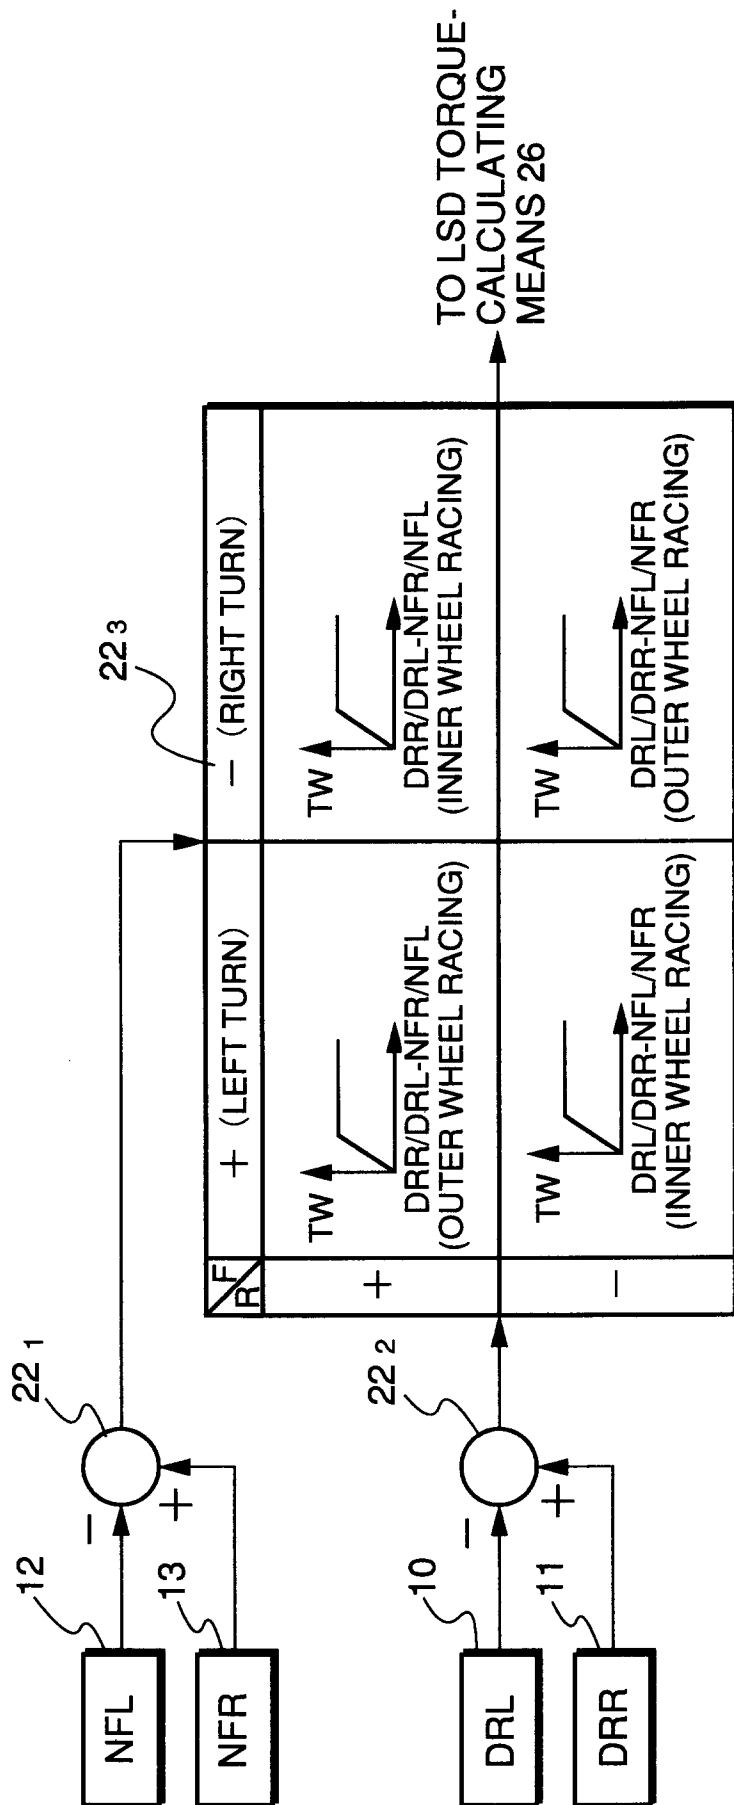 12
NFL
13
NFR
−
+
22 1
10
DRL
11
DRR
−
+
22 2
22 3
F
R
+ (LEFT TURN)
− (RIGHT TURN)
+
TW
DRR/DRL-NFR/NFL
(OUTER WHEEL RACING)
TW
DRR/DRL-NFR/NFL
(INNER WHEEL RACING)
−
TW
DRL/DRR-NFL/NFR
(INNER WHEEL RACING)
TW
DRL/DRR-NFL/NFR
(OUTER WHEEL RACING)
TO LSD TORQUE-
CALCULATING
MEANS 26